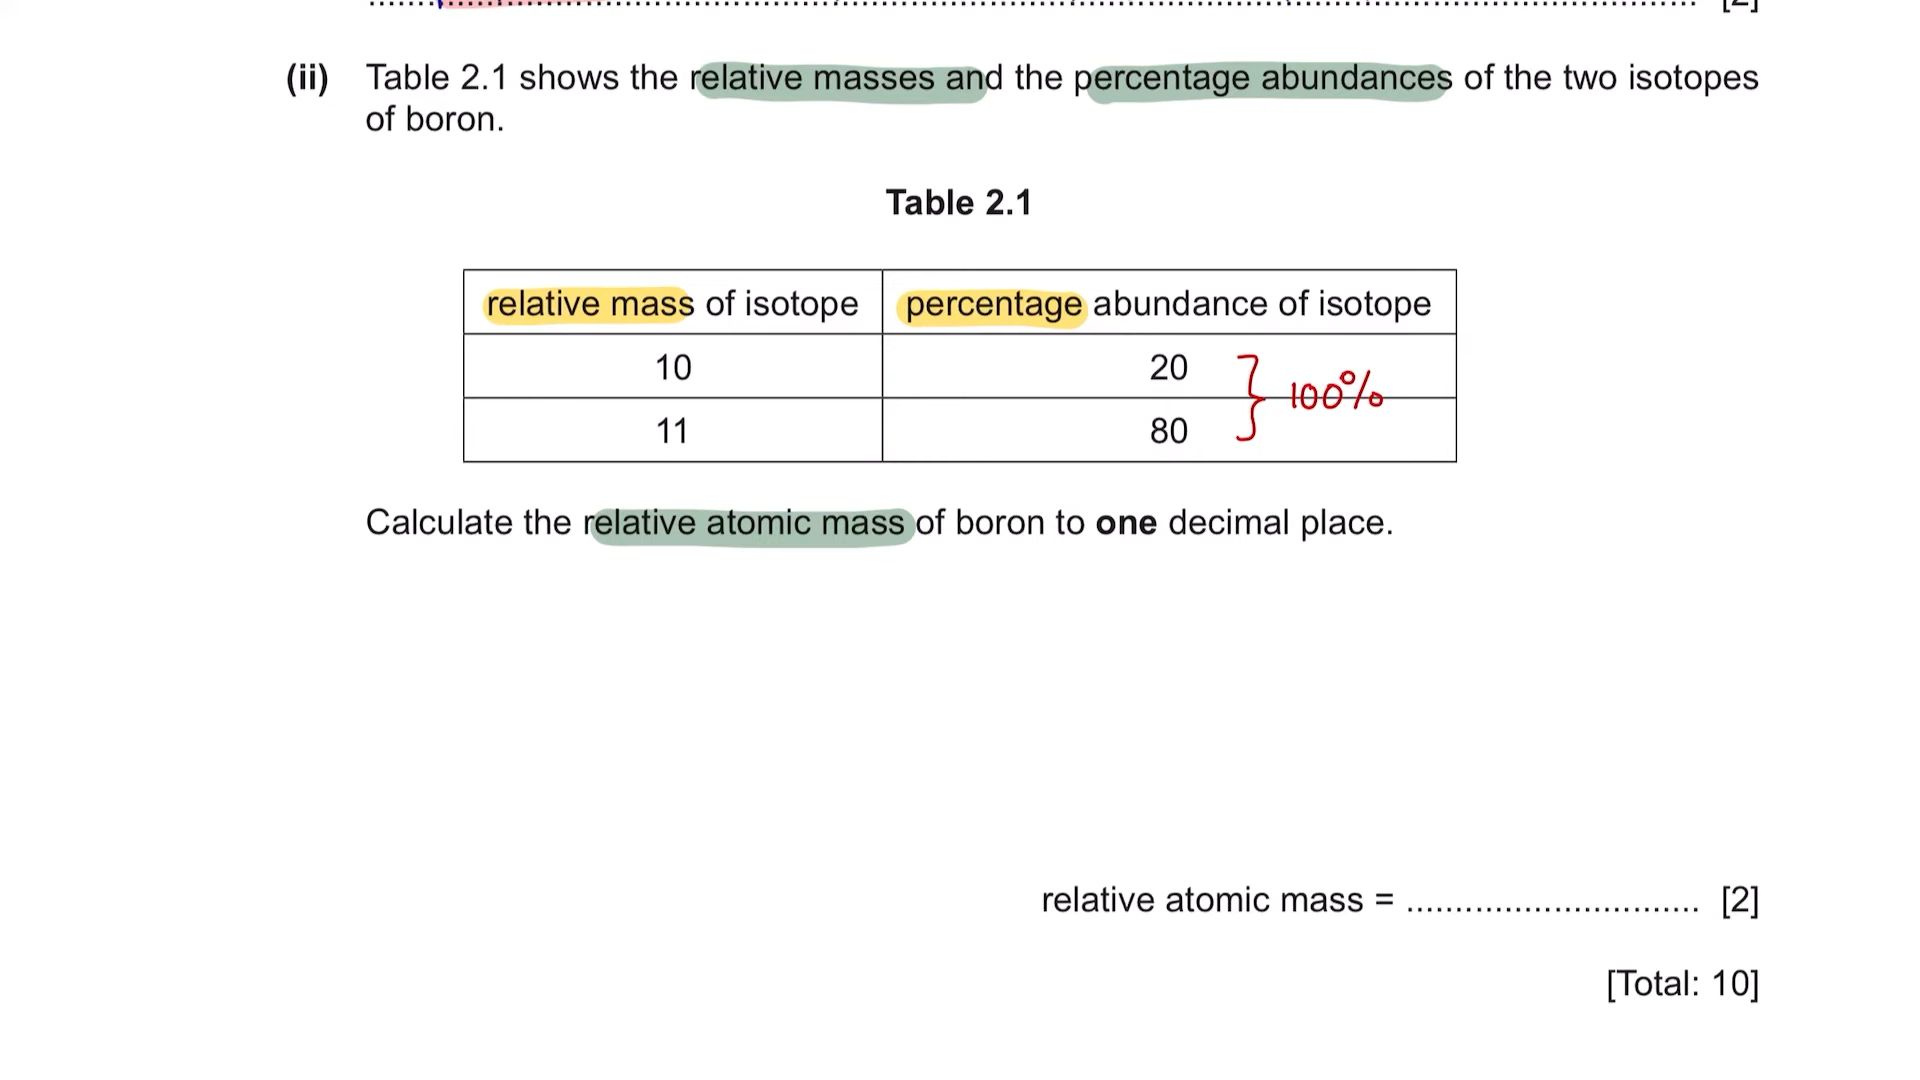 [2]
(ii) Table 2.1 shows the relative masses and the percentage abundances of the two isotopes
of boron.
Table 2.1
relative mass of isotope percentage abundance of isotope
10 20
11 80
100%
Calculate the relative atomic mass of boron to one decimal place.
relative atomic mass = .............................. [2]
[Total: 10]